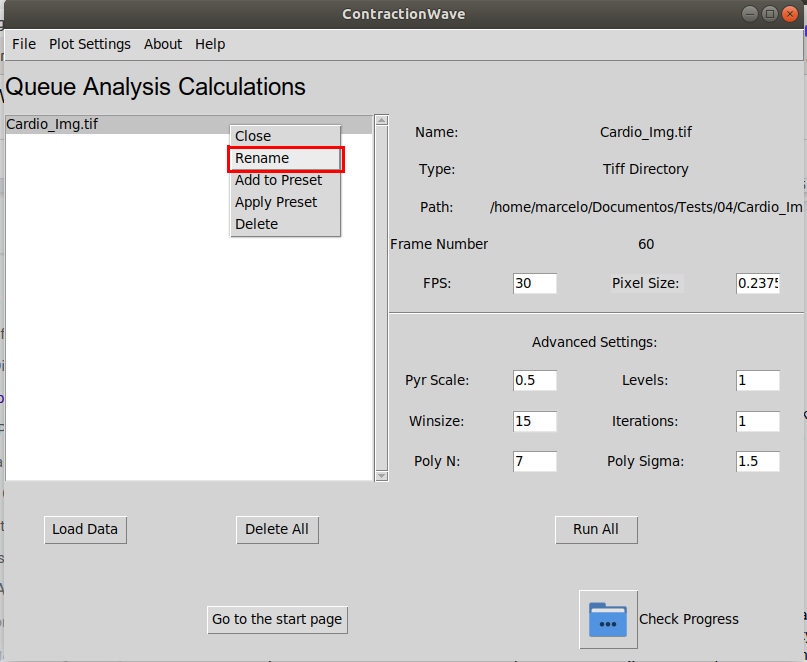 ContractionWave
File Plot Settings About Help
Queue Analysis Calculations
Cardio_Img.tif
Close
Rename
Add to Preset
Apply Preset
Delete
Name: Cardio_Img.tif
Type: Tiff Directory
Path: /home/marcelo/Documentos/Tests/04/Cardio_Im
Frame Number 60
FPS: 30 Pixel Size: 0.2375
Advanced Settings:
Pyr Scale: 0.5 Levels: 1
Winsize: 15 Iterations: 1
Poly N: 7 Poly Sigma: 1.5
Load Data Delete All Run All
Go to the start page Check Progress